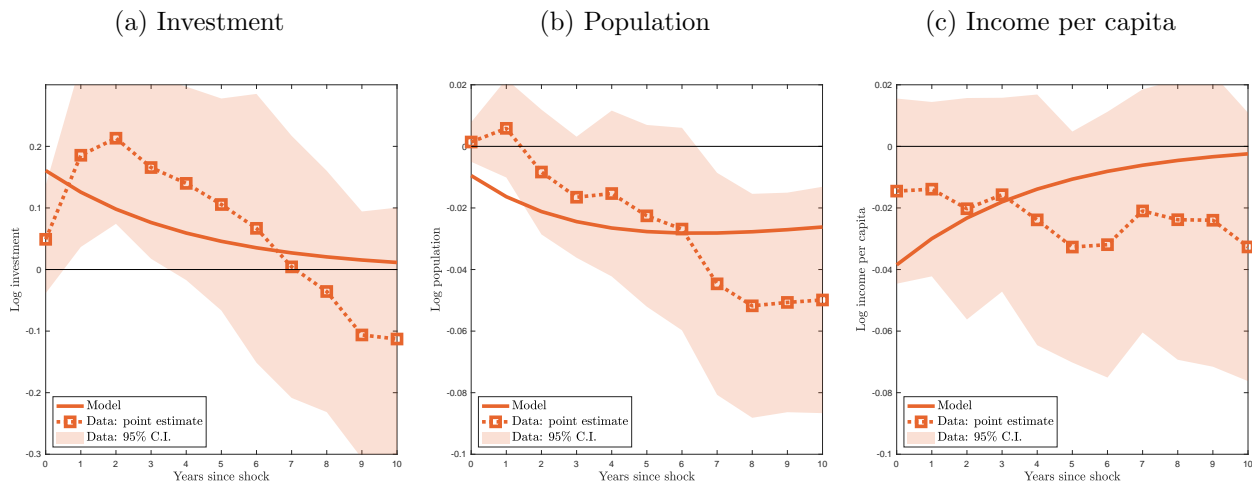 (a) Investment
(b) Population
(c) Income per capita
Log investment
0.2
0.1
0
-0.1
-0.2
-0.3
0 1 2 3 4 5 6 7 8 9 10
Years since shock
Model
Data: point estimate
Data: 95% C.I.
Log population
0.02
0
-0.02
-0.04
-0.06
-0.08
-0.1
0 1 2 3 4 5 6 7 8 9 10
Years since shock
Model
Data: point estimate
Data: 95% C.I.
Log income per capita
0.02
0
-0.02
-0.04
-0.06
-0.08
-0.1
0 1 2 3 4 5 6 7 8 9 10
Years since shock
Model
Data: point estimate
Data: 95% C.I.